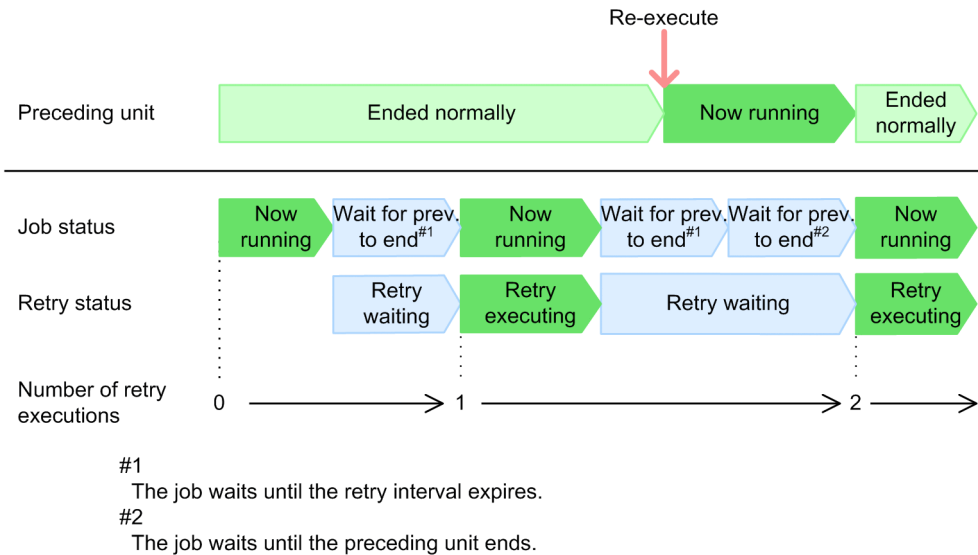 Re-execute
Preceding unit
Ended normally
Now running
Ended
normally
Job status
Now
running
Wait for prev.
to end#1
Now
running
Wait for prev.
to end#1
Wait for prev.
to end#2
Now
running
Retry status
Retry
waiting
Retry
executing
Retry waiting
Retry
executing
Number of retry
executions
0
1
2
#1
The job waits until the retry interval expires.
#2
The job waits until the preceding unit ends.